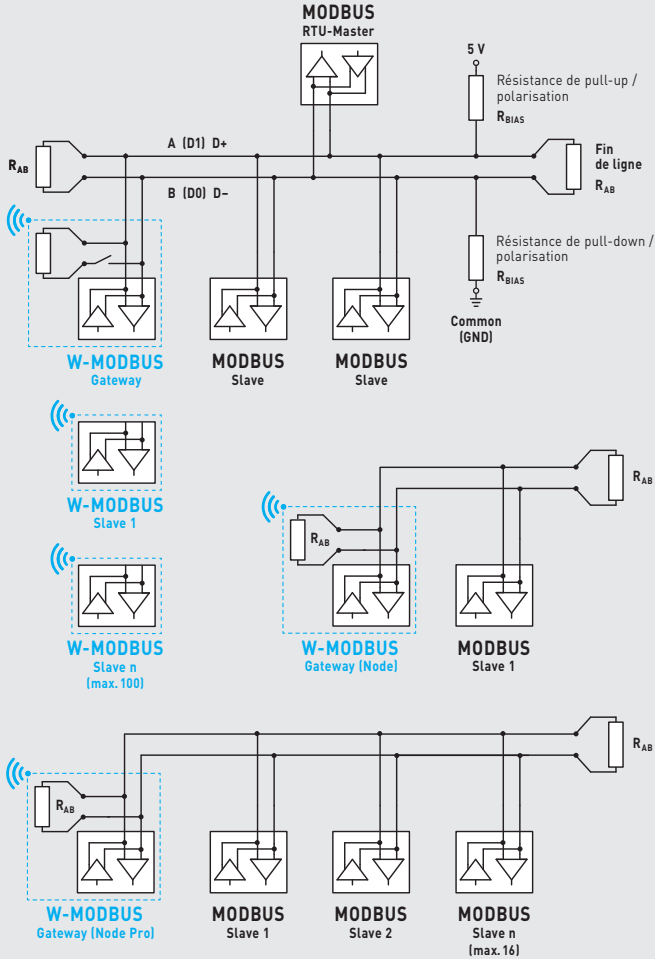 MODBUS
RTU-Master
5 V
Résistance de pull-up /
polarisation
RBIAS
A (D1) D+
B (D0) D−
RAB
Fin
de ligne
RAB
Résistance de pull-down /
polarisation
RBIAS
Common
(GND)
W-MODBUS
Gateway
MODBUS
Slave
MODBUS
Slave
W-MODBUS
Slave 1
W-MODBUS
Slave n
(max. 100)
RAB
RAB
W-MODBUS
Gateway (Node)
MODBUS
Slave 1
RAB
RAB
W-MODBUS
Gateway (Node Pro)
MODBUS
Slave 1
MODBUS
Slave 2
MODBUS
Slave n
(max. 16)